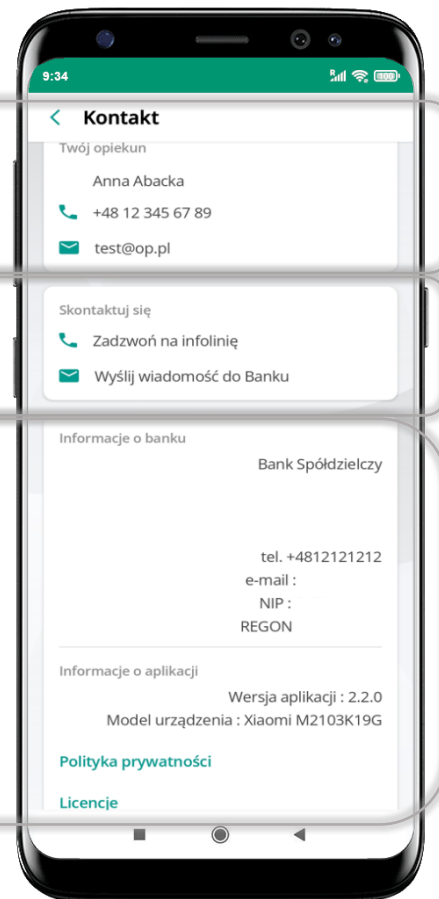 9:34
R
100
Kontakt
Twój opiekun
Anna Abacka
+48 12 345 67 89
test@op.pl
Skontaktuj się
Zadzwoń na infolinię
Wyślij wiadomość do Banku
Informacje o banku
Bank Spółdzielczy
tel. +4812121212
e-mail :
NIP :
REGON
Informacje o aplikacji
Wersja aplikacji : 2.2.0
Model urządzenia : Xiaomi M2103K19G
Polityka prywatności
Licencje